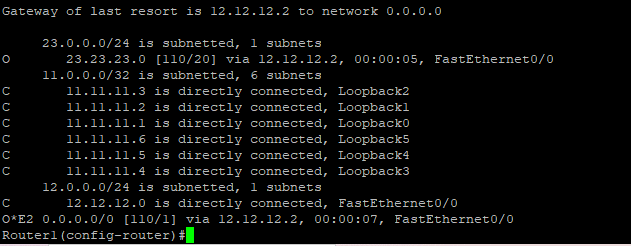 Gateway of last resort is 12.12.12.2 to network 0.0.0.0
23.0.0.0/24 is subnetted, 1 subnets
O 23.23.23.0 [110/20] via 12.12.12.2, 00:00:05, FastEthernet0/0
11.0.0.0/32 is subnetted, 6 subnets
C 11.11.11.3 is directly connected, Loopback2
C 11.11.11.2 is directly connected, Loopback1
C 11.11.11.1 is directly connected, Loopback0
C 11.11.11.6 is directly connected, Loopback5
C 11.11.11.5 is directly connected, Loopback4
C 11.11.11.4 is directly connected, Loopback3
12.0.0.0/24 is subnetted, 1 subnets
C 12.12.12.0 is directly connected, FastEthernet0/0
O*E2 0.0.0.0/0 [110/1] via 12.12.12.2, 00:00:07, FastEthernet0/0
Router1(config-router)#